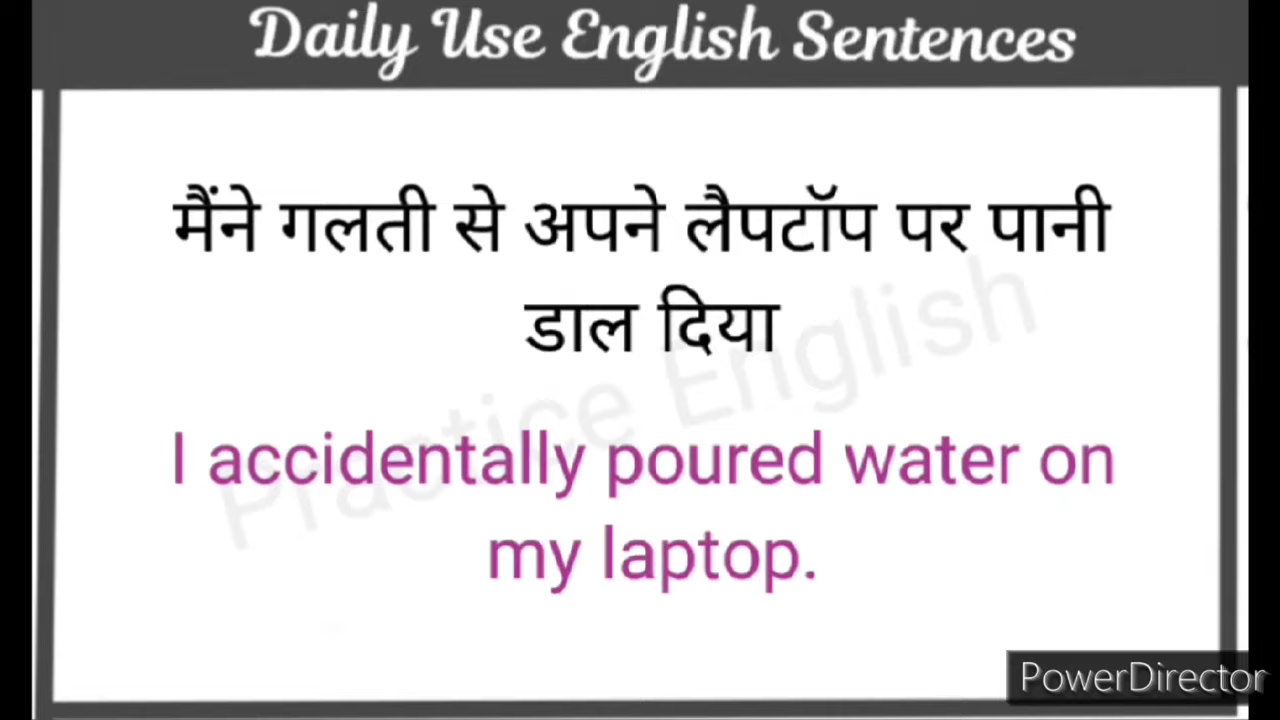 Daily Use English Sentences
मैंने गलती से अपने लैपटॉप पर पानी
डाल दिया
Practice English
I accidentally poured water on
my laptop.
PowerDirector